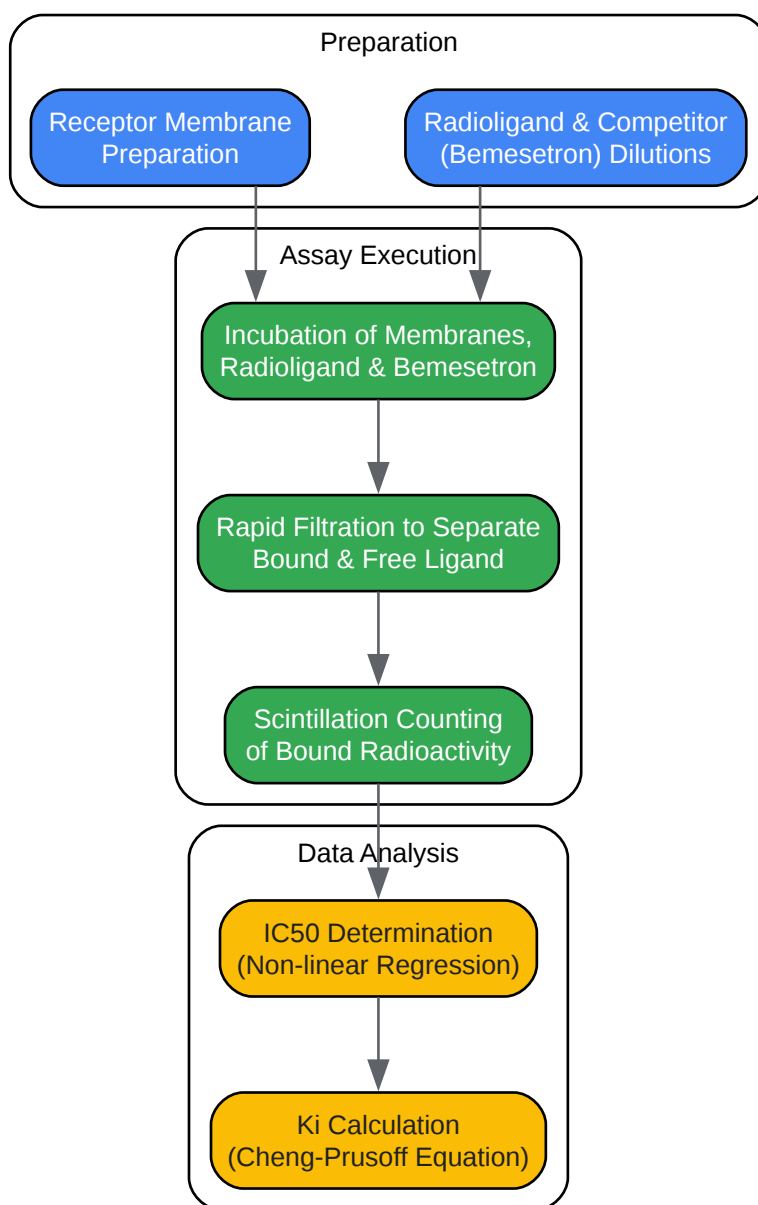 Preparation
Receptor Membrane
Preparation
Radioligand & Competitor
(Bemesetron) Dilutions
Assay Execution
Incubation of Membranes,
Radioligand & Bemesetron
Rapid Filtration to Separate
Bound & Free Ligand
Scintillation Counting
of Bound Radioactivity
Data Analysis
IC50 Determination
(Non-linear Regression)
Ki Calculation
(Cheng-Prusoff Equation)